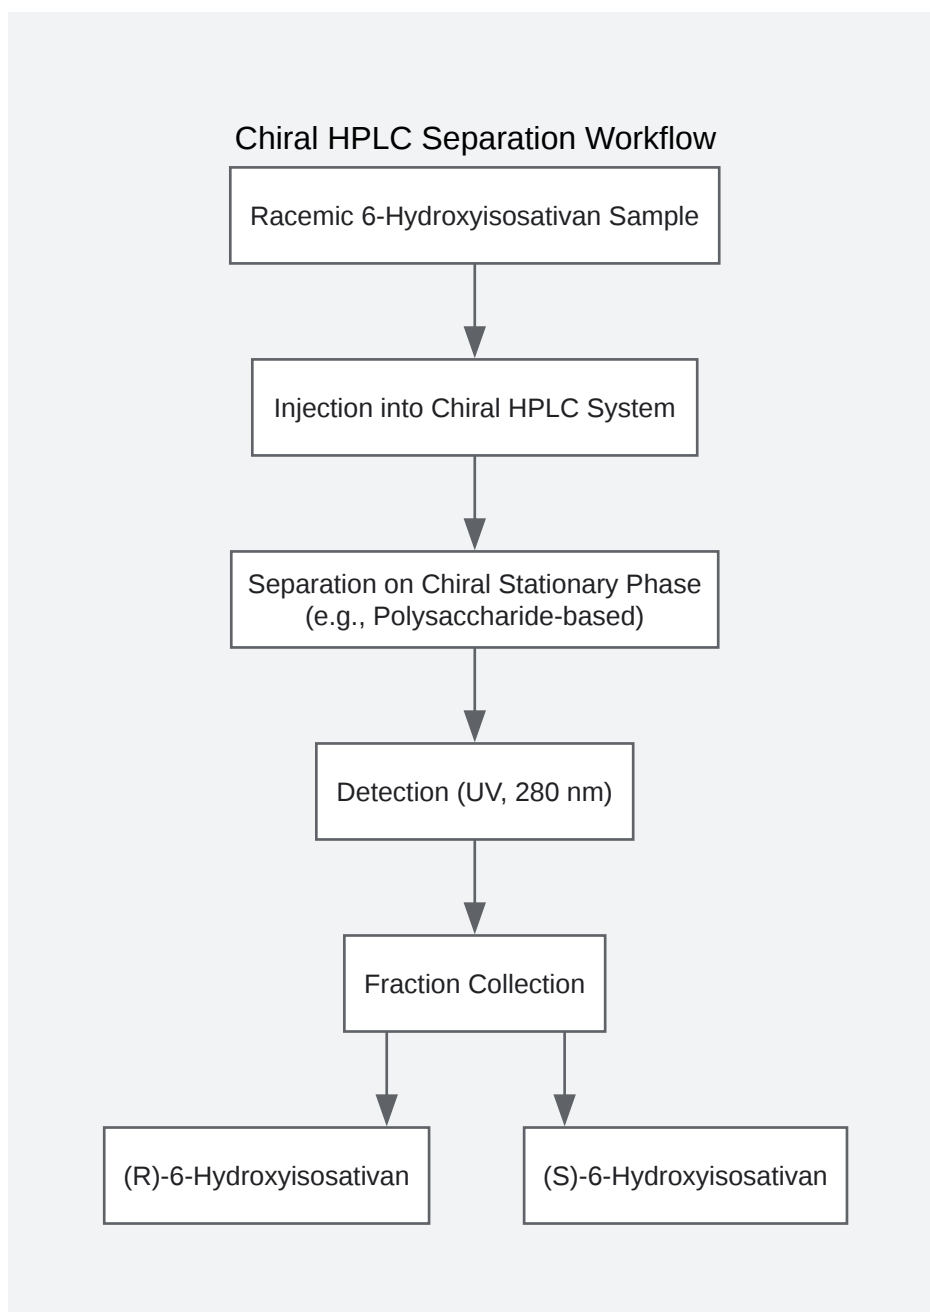 Chiral HPLC Separation Workflow
Racemic 6-Hydroxyisosativan Sample
Injection into Chiral HPLC System
Separation on Chiral Stationary Phase
(e.g., Polysaccharide-based)
Detection (UV, 280 nm)
Fraction Collection
(R)-6-Hydroxyisosativan
(S)-6-Hydroxyisosativan